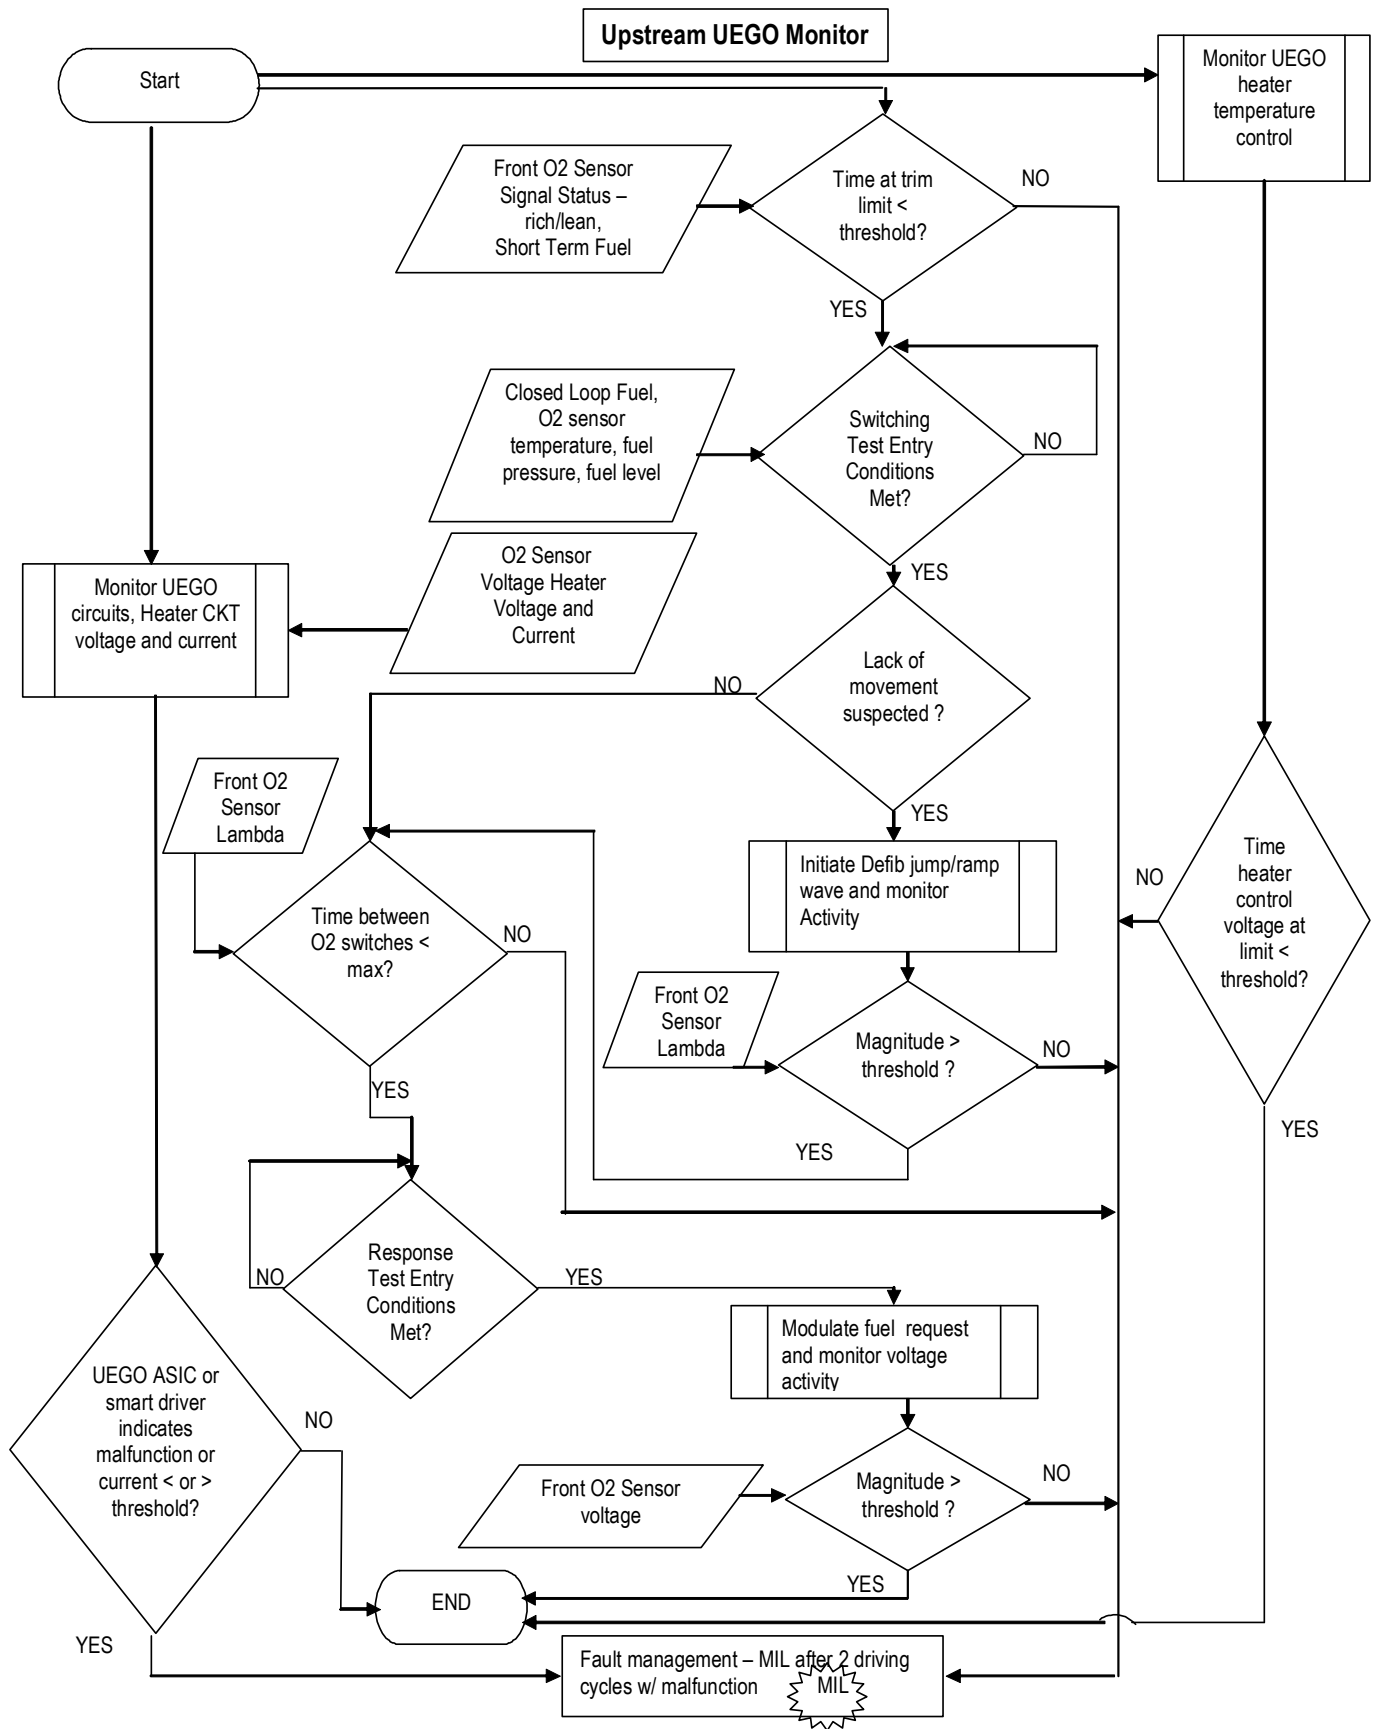 Upstream UEGO Monitor
Start
Monitor UEGO
heater
temperature
control
Front O2 Sensor
Signal Status –
rich/lean,
Short Term Fuel
Time at trim
limit <
threshold?
NO
YES
Closed Loop Fuel,
O2 sensor
temperature, fuel
pressure, fuel level
Switching
Test Entry
Conditions
Met?
NO
YES
O2 Sensor
Voltage Heater
Voltage and
Current
Monitor UEGO
circuits, Heater CKT
voltage and current
Lack of
movement
suspected ?
NO
YES
Front O2
Sensor
Lambda
Initiate Defib jump/ramp
wave and monitor
Activity
Time
heater
control
voltage at
limit <
threshold?
NO
YES
Time between
O2 switches <
max?
NO
YES
Front O2
Sensor
Lambda
Magnitude >
threshold ?
NO
YES
Response
Test Entry
Conditions
Met?
NO
YES
Modulate fuel request
and monitor voltage
activity
UEGO ASIC or
smart driver
indicates
malfunction or
current < or >
threshold?
NO
YES
Front O2 Sensor
voltage
Magnitude >
threshold ?
NO
YES
END
Fault management – MIL after 2 driving
cycles w/ malfunction
MIL